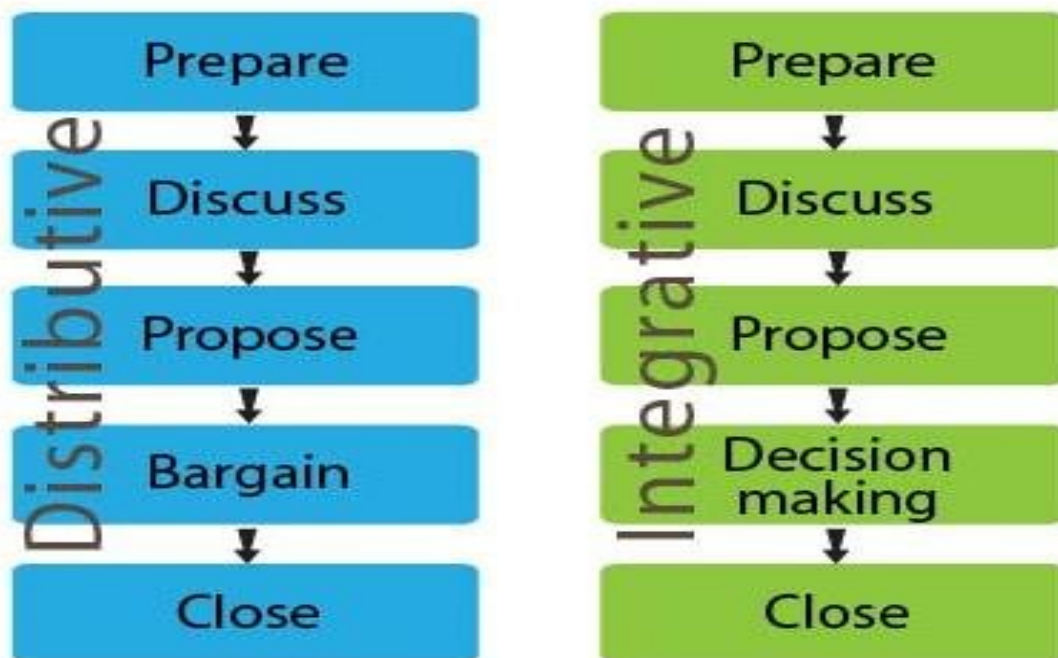 Distributive
Prepare
Discuss
Propose
Bargain
Close
Integrative
Prepare
Discuss
Propose
Decision
making
Close